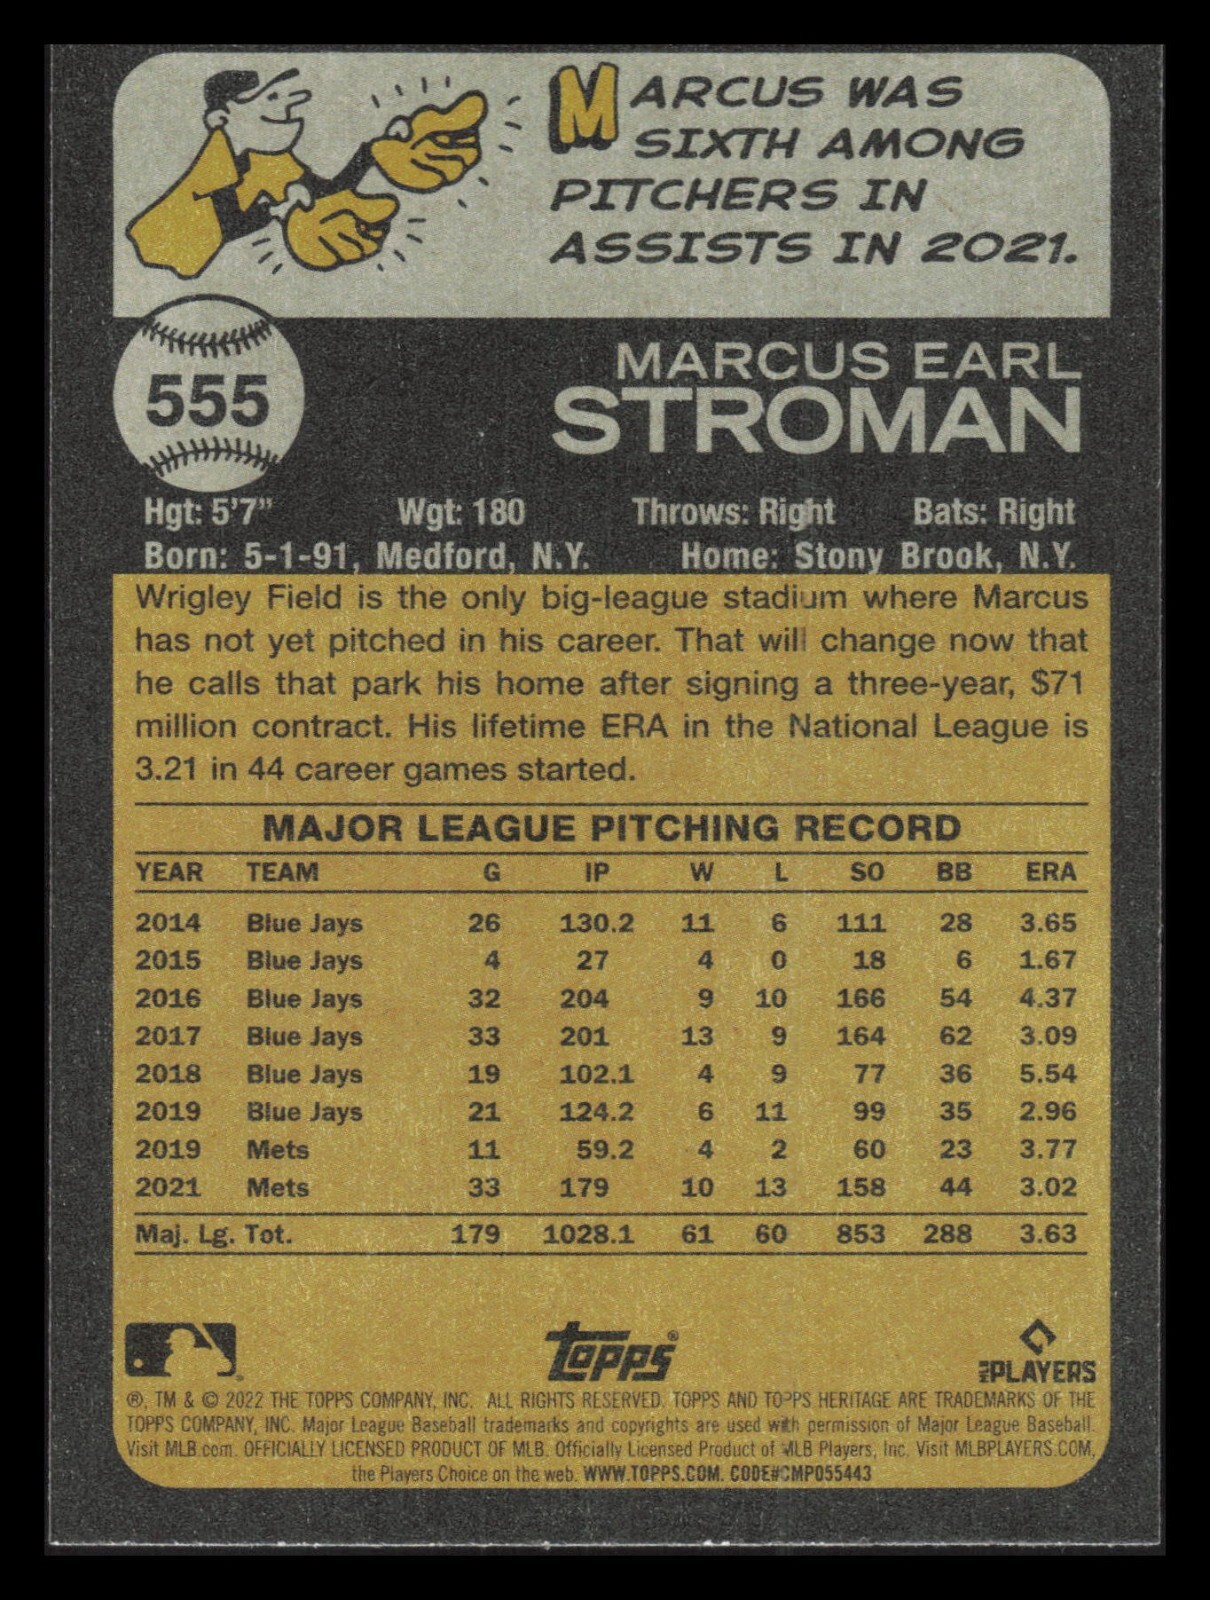 MARCUS WAS
SIXTH AMONG
PITCHERS IN
ASSISTS IN 2021.
555
MARCUS EARL
STROMAN
Hgt: 5'7" Wgt: 180 Throws: Right Bats: Right
Born: 5-1-91, Medford, N.Y. Home: Stony Brook, N.Y.
Wrigley Field is the only big-league stadium where Marcus
has not yet pitched in his career. That will change now that
he calls that park his home after signing a three-year, $71
million contract. His lifetime ERA in the National League is
3.21 in 44 career games started.
MAJOR LEAGUE PITCHING RECORD
YEAR TEAM G IP W L SO BB ERA
2014 Blue Jays 26 130.2 11 6 111 28 3.65
2015 Blue Jays 4 27 4 0 18 6 1.67
2016 Blue Jays 32 204 9 10 166 54 4.37
2017 Blue Jays 33 201 13 9 164 62 3.09
2018 Blue Jays 19 102.1 4 9 77 36 5.54
2019 Blue Jays 21 124.2 6 11 99 35 2.96
2019 Mets 11 59.2 4 2 60 23 3.77
2021 Mets 33 179 10 13 158 44 3.02
Maj. Lg. Tot. 179 1028.1 61 60 853 288 3.63
Topps®
MLB PLAYERS
®, TM & © 2022 THE TOPPS COMPANY, INC. ALL RIGHTS RESERVED. TOPPS AND TOPPS HERITAGE ARE TRADEMARKS OF THE
TOPPS COMPANY, INC. Major League Baseball trademarks and copyrights are used with permission of Major League Baseball.
Visit MLB.com. OFFICIALLY LICENSED PRODUCT OF MLB. Officially Licensed Product of MLB Players, Inc. Visit MLBPLAYERS.COM,
the Players Choice on the web. WWW.TOPPS.COM. CODE#CMP055443